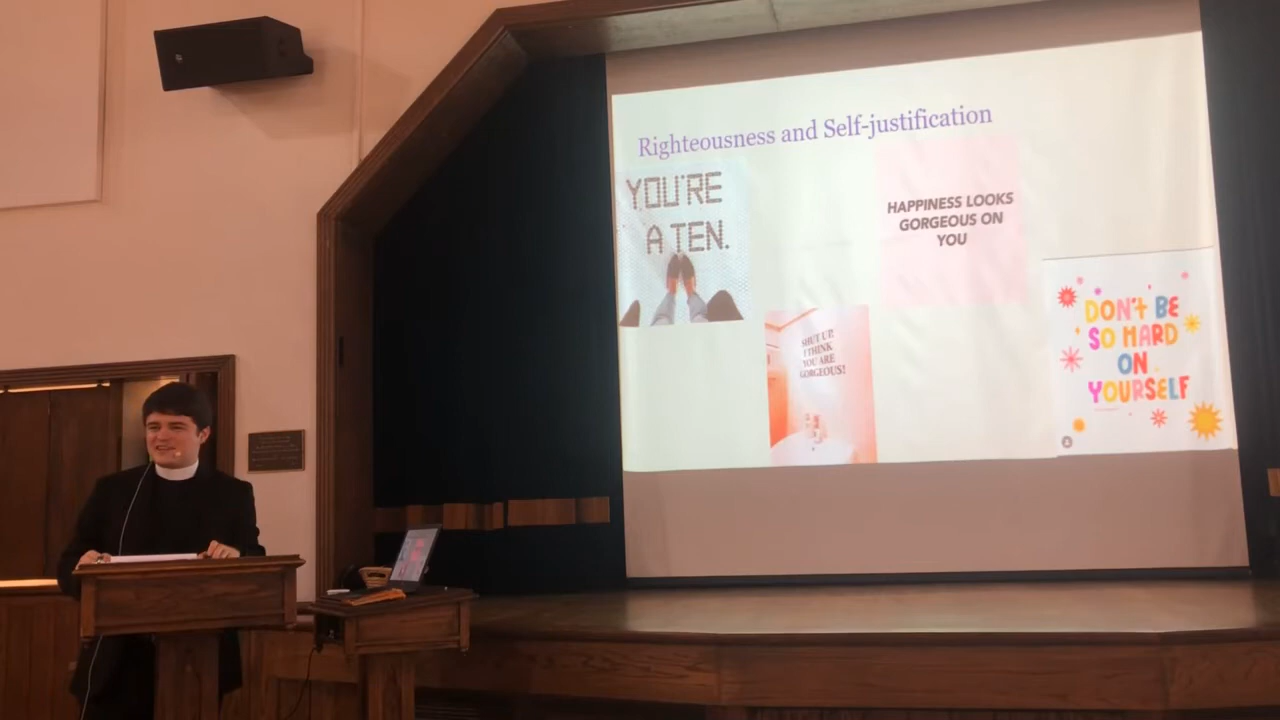 Righteousness and Self-justification
YOU'RE
A TEN.
HAPPINESS LOOKS
GORGEOUS ON
YOU
SHUT UP.
I THINK
YOU ARE
GORGEOUS!
DON't BE
SO HARD
ON
YOURSELF